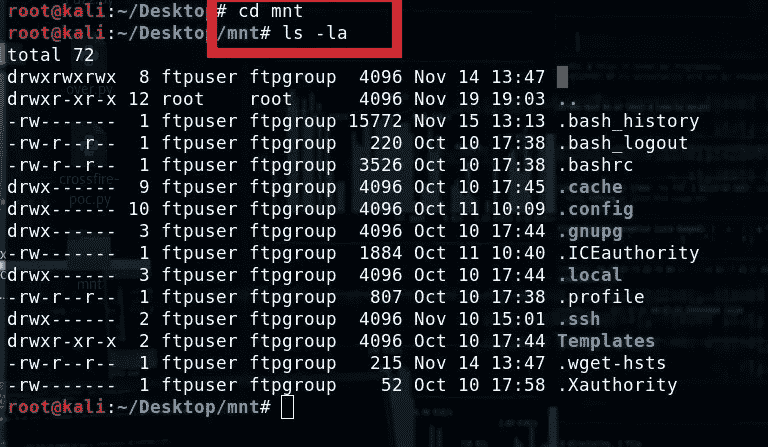 root@kali:~/Desktop# cd mnt
root@kali:~/Desktop/mnt# ls -la
total 72
drwxrwxrwx  8 ftpuser ftpgroup  4096 Nov 14 13:47
drwxr-xr-x 12 root    root      4096 Nov 19 19:03 ..
-rw-------  1 ftpuser ftpgroup 15772 Nov 15 13:13 .bash_history
-rw-r--r--  1 ftpuser ftpgroup   220 Oct 10 17:38 .bash_logout
-rw-r--r--  1 ftpuser ftpgroup  3526 Oct 10 17:38 .bashrc
drwx------  9 ftpuser ftpgroup  4096 Oct 10 17:45 .cache
drwx------ 10 ftpuser ftpgroup  4096 Oct 11 10:09 .config
drwx------  3 ftpuser ftpgroup  4096 Oct 10 17:44 .gnupg
-rw-------  1 ftpuser ftpgroup  1884 Oct 11 10:40 .ICEauthority
drwx------  3 ftpuser ftpgroup  4096 Oct 10 17:44 .local
-rw-r--r--  1 ftpuser ftpgroup   807 Oct 10 17:38 .profile
drwx------  2 ftpuser ftpgroup  4096 Nov 10 15:01 .ssh
drwxr-xr-x  2 ftpuser ftpgroup  4096 Oct 10 17:44 Templates
-rw-r--r--  1 ftpuser ftpgroup   215 Nov 14 13:47 .wget-hsts
-rw-------  1 ftpuser ftpgroup    52 Oct 10 17:58 .Xauthority
root@kali:~/Desktop/mnt#
over.py
crossfire-
poc.py
mnt